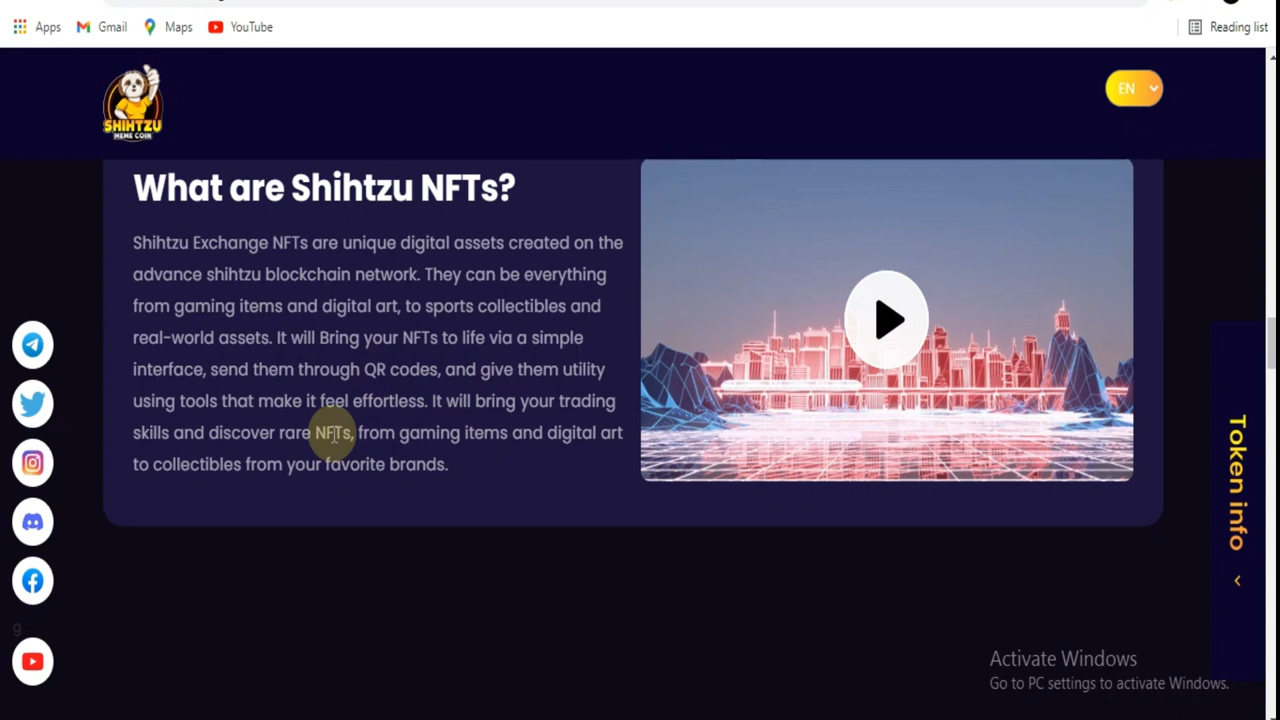 Apps Gmail Maps YouTube Reading list
SHIHTZU
MEME COIN
EN
What are Shihtzu NFTs?
Shihtzu Exchange NFTs are unique digital assets created on the
advance shihtzu blockchain network. They can be everything
from gaming items and digital art, to sports collectibles and
real-world assets. It will Bring your NFTs to life via a simple
interface, send them through QR codes, and give them utility
using tools that make it feel effortless. It will bring your trading
skills and discover rare NFTs, from gaming items and digital art
to collectibles from your favorite brands.
Token info
g
Activate Windows
Go to PC settings to activate Windows.